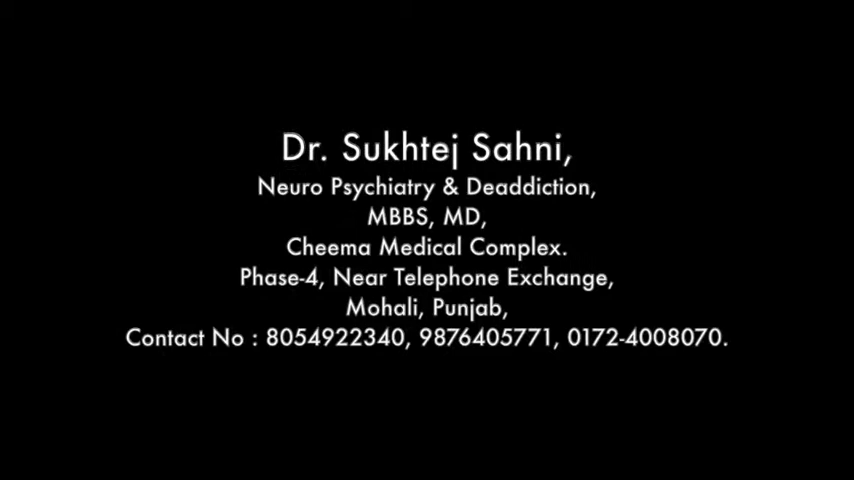 Dr. Sukhtej Sahni,
Neuro Psychiatry & Deaddiction,
MBBS, MD,
Cheema Medical Complex.
Phase-4, Near Telephone Exchange,
Mohali, Punjab,
Contact No : 8054922340, 9876405771, 0172-4008070.